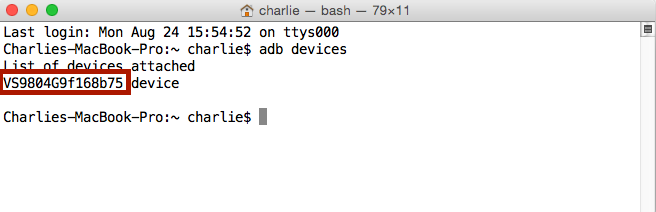 charlie — bash — 79×11
Last login: Mon Aug 24 15:54:52 on ttys000
Charlies-MacBook-Pro:~ charlie$ adb devices
List of devices attached
VS9804G9f168b75 device
Charlies-MacBook-Pro:~ charlie$